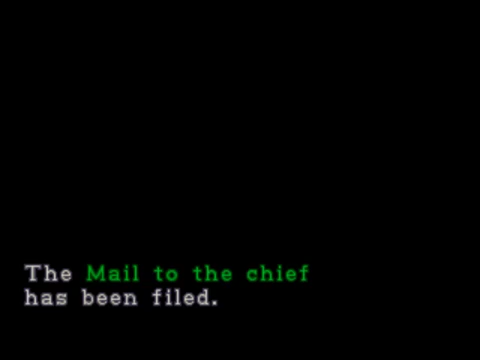 The Mail to the chief
has been filed.